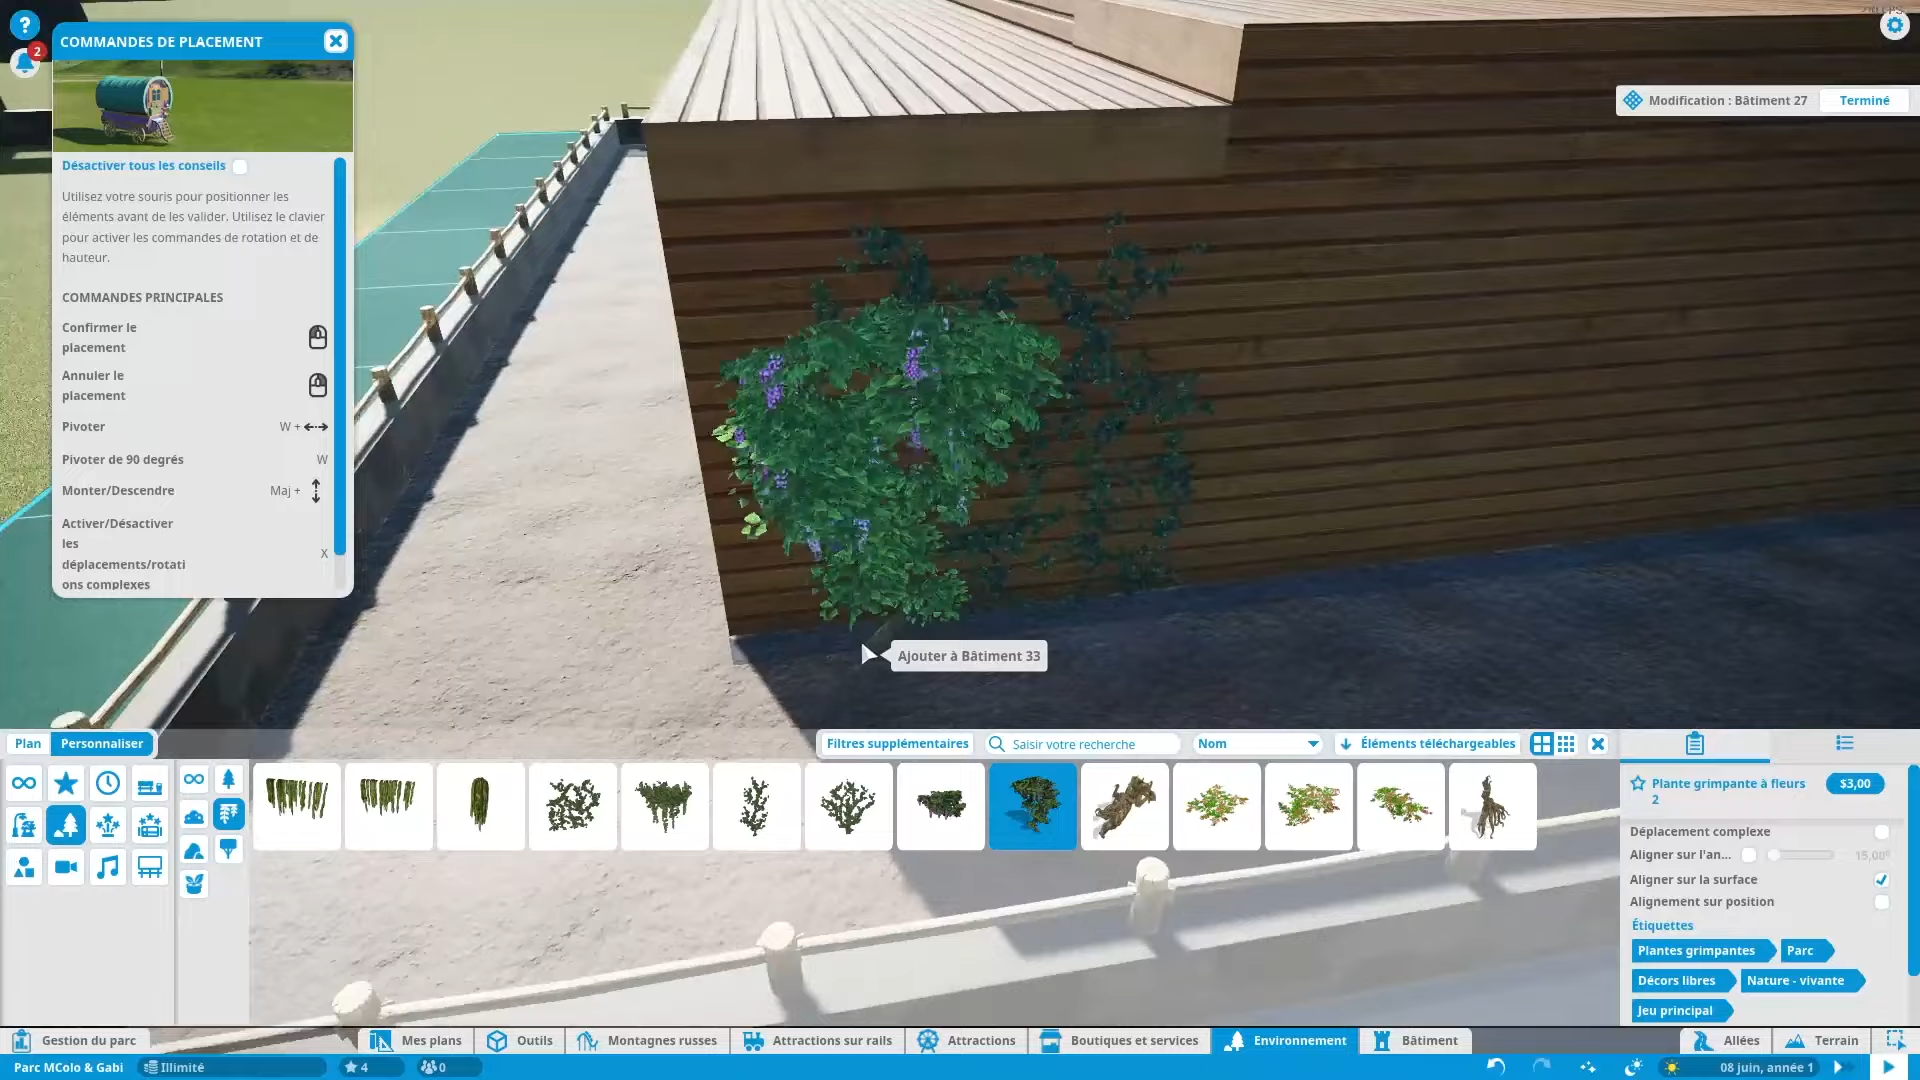 ?
2
COMMANDES DE PLACEMENT
Désactiver tous les conseils
Utilisez votre souris pour positionner les
éléments avant de les valider. Utilisez le clavier
pour activer les commandes de rotation et de
hauteur.
COMMANDES PRINCIPALES
Confirmer le
placement
Annuler le
placement
Pivoter W +
Pivoter de 90 degrés W
Monter/Descendre Maj +
Activer/Désactiver
les
déplacements/rotati
ons complexes
X
Modification : Bâtiment 27 Terminé
Ajouter à Bâtiment 33
Plan Personnaliser
Filtres supplémentaires Saisir votre recherche Nom Éléments téléchargeables
Plante grimpante à fleurs
2
$3,00
Déplacement complexe
Aligner sur l'an... 15,00°
Aligner sur la surface
Alignement sur position
Étiquettes
Plantes grimpantes Parc
Décors libres Nature - vivante
Jeu principal
Gestion du parc Mes plans Outils Montagnes russes Attractions sur rails Attractions Boutiques et services Environnement Bâtiment Allées Terrain
Parc MColo & Gabi Illimité 4 0 08 juin, année 1